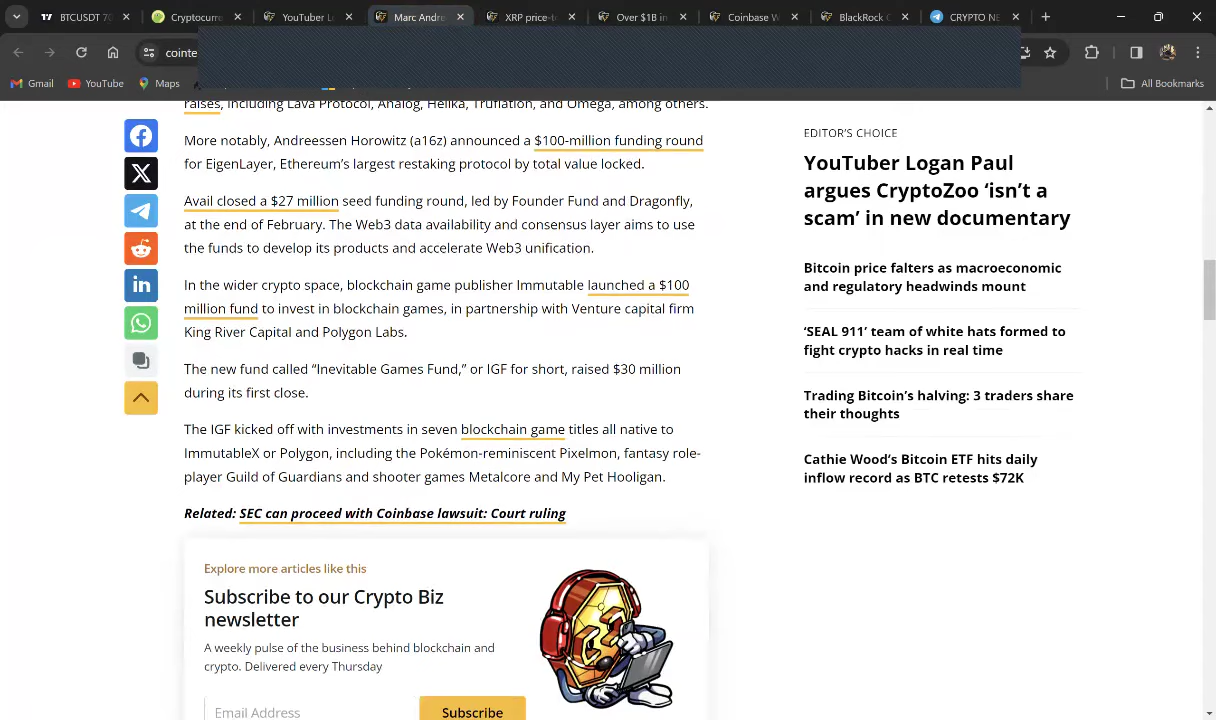 BTCUSDT 70
Cryptocurre
YouTuber Lo
Marc Andre
XRP price-t
Over $1B in
Coinbase W
BlackRock C
CRYPTO NE
cointe
Gmail
YouTube
Maps
All Bookmarks
raises, including Lava Protocol, Analog, Helika, Truflation, and Omega, among others.
More notably, Andreessen Horowitz (a16z) announced a $100-million funding round
for EigenLayer, Ethereum’s largest restaking protocol by total value locked.
Avail closed a $27 million seed funding round, led by Founder Fund and Dragonfly,
at the end of February. The Web3 data availability and consensus layer aims to use
the funds to develop its products and accelerate Web3 unification.
In the wider crypto space, blockchain game publisher Immutable launched a $100
million fund to invest in blockchain games, in partnership with Venture capital firm
King River Capital and Polygon Labs.
The new fund called “Inevitable Games Fund,” or IGF for short, raised $30 million
during its first close.
The IGF kicked off with investments in seven blockchain game titles all native to
ImmutableX or Polygon, including the Pokémon-reminiscent Pixelmon, fantasy role-
player Guild of Guardians and shooter games Metalcore and My Pet Hooligan.
Related: SEC can proceed with Coinbase lawsuit: Court ruling
Explore more articles like this
Subscribe to our Crypto Biz
newsletter
A weekly pulse of the business behind blockchain and
crypto. Delivered every Thursday
Email Address
Subscribe
EDITOR’S CHOICE
YouTuber Logan Paul
argues CryptoZoo ‘isn’t a
scam’ in new documentary
Bitcoin price falters as macroeconomic
and regulatory headwinds mount
‘SEAL 911’ team of white hats formed to
fight crypto hacks in real time
Trading Bitcoin’s halving: 3 traders share
their thoughts
Cathie Wood’s Bitcoin ETF hits daily
inflow record as BTC retests $72K